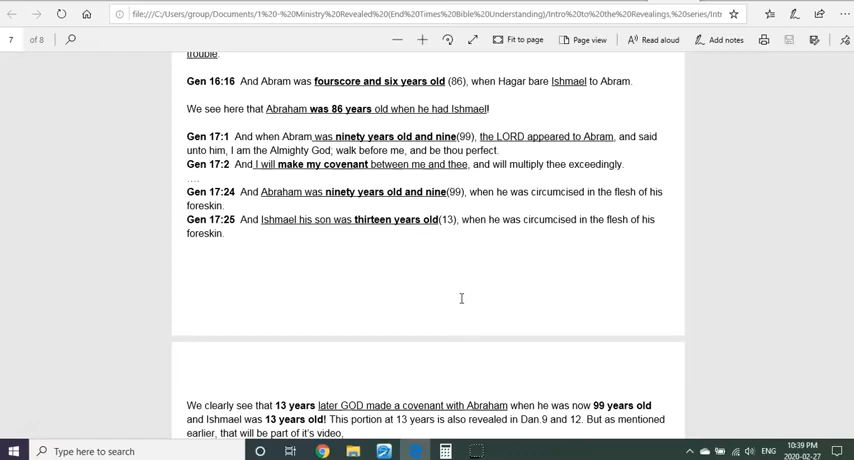 file:///C:/Users/group/Documents/1%20-%20Ministry%20Revealed%20(End%20Times%20Bible%20Understanding)/Intro%20to%20the%20Revealings,%20series/Intr
7 of 8
Fit to page Page view Read aloud Add notes
trouble.
Gen 16:16 And Abram was fourscore and six years old (86), when Hagar bare Ishmael to Abram.
We see here that Abraham was 86 years old when he had Ishmael!
Gen 17:1 And when Abram was ninety years old and nine(99), the LORD appeared to Abram, and said
unto him, I am the Almighty God; walk before me, and be thou perfect.
Gen 17:2 And I will make my covenant between me and thee, and will multiply thee exceedingly.
....
Gen 17:24 And Abraham was ninety years old and nine(99), when he was circumcised in the flesh of his
foreskin.
Gen 17:25 And Ishmael his son was thirteen years old(13), when he was circumcised in the flesh of his
foreskin.
We clearly see that 13 years later GOD made a covenant with Abraham when he was now 99 years old
and Ishmael was 13 years old! This portion at 13 years is also revealed in Dan.9 and 12. But as mentioned
earlier, that will be part of it's video,
Type here to search
ENG
10:39 PM
2020-02-27